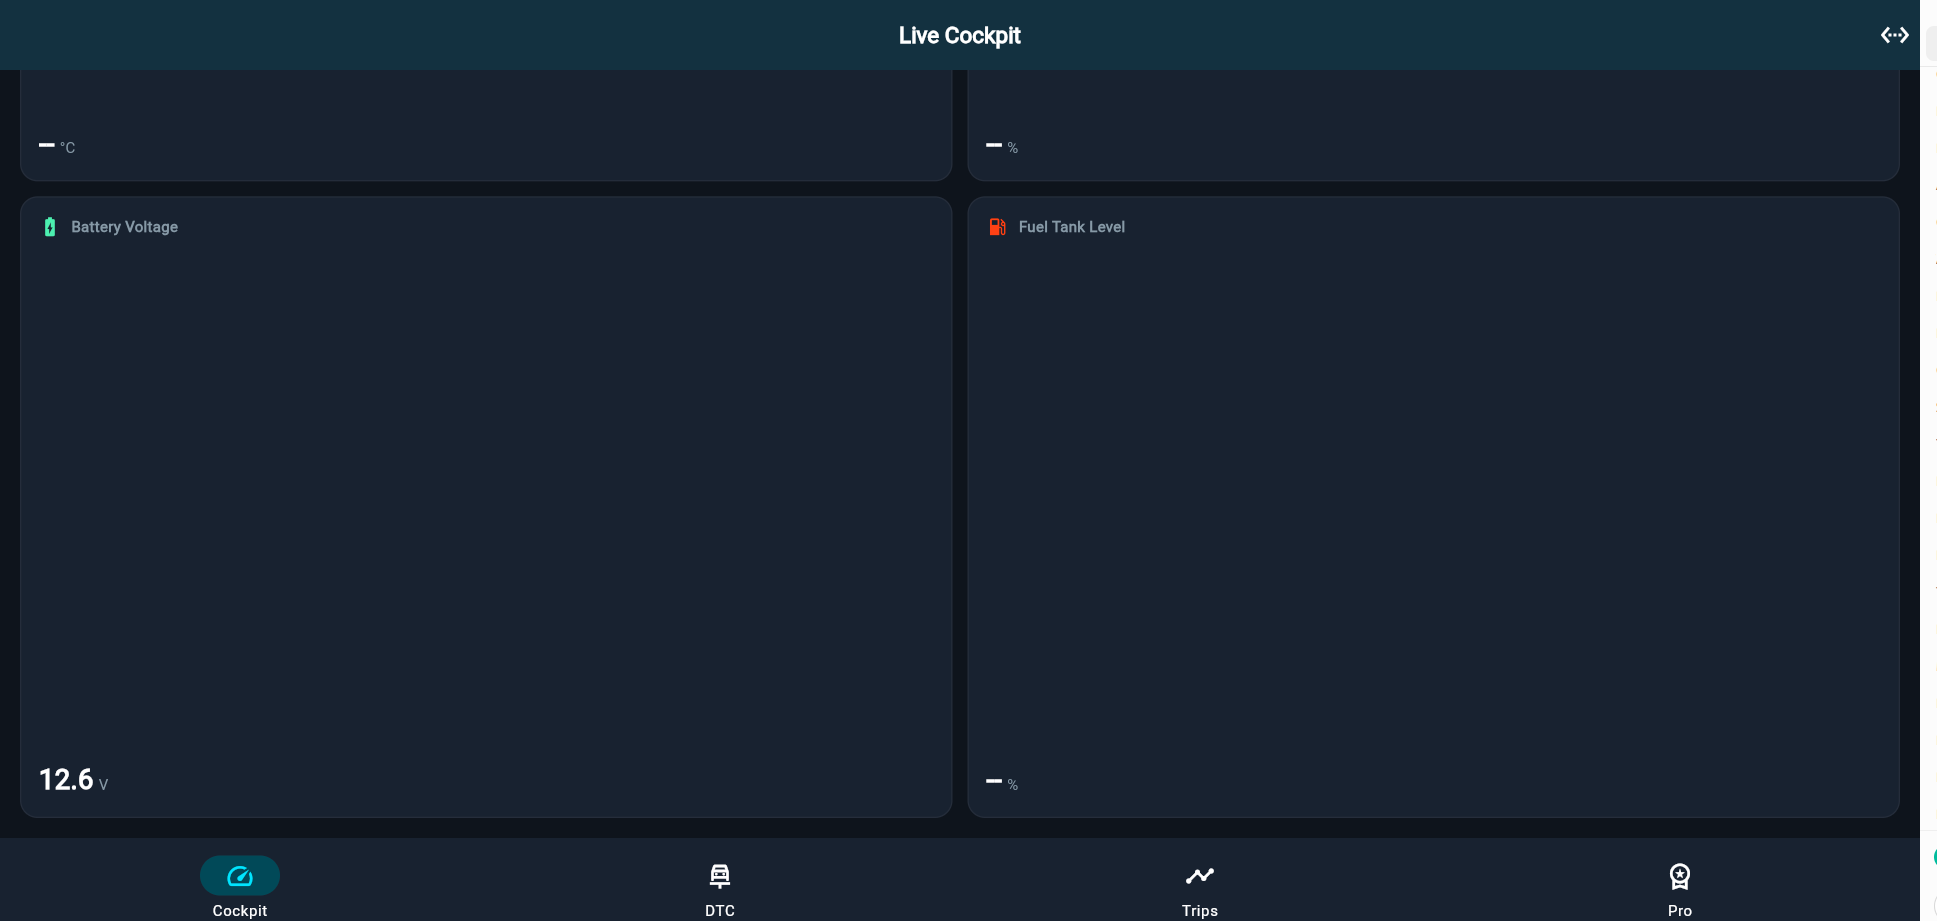 Live Cockpit
– °C
– %
Battery Voltage
Fuel Tank Level
12.6 V
– %
Cockpit
DTC
Trips
Pro